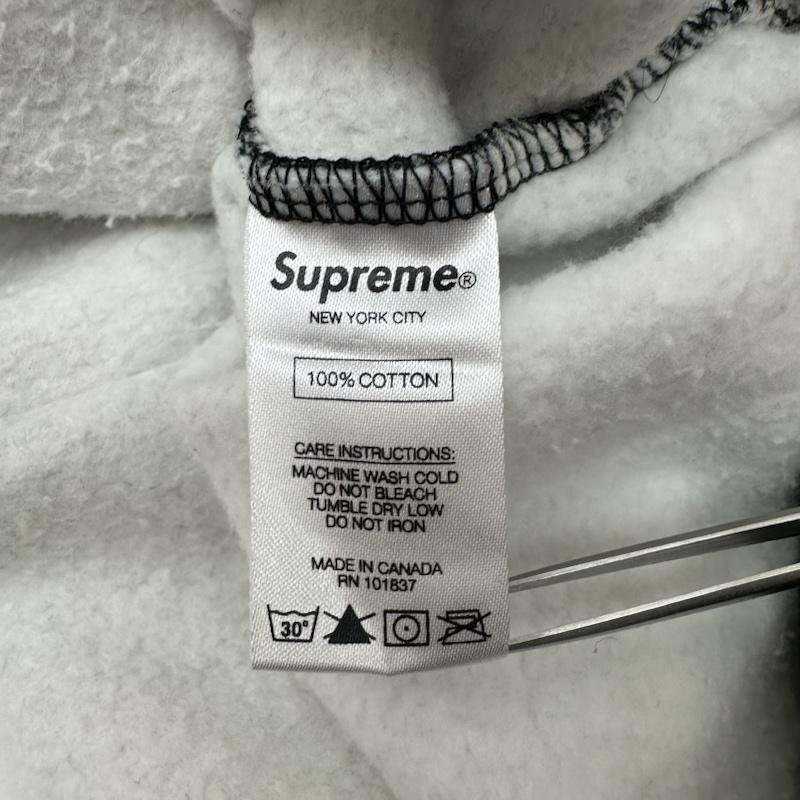 Supreme®
NEW YORK CITY
100% COTTON
CARE INSTRUCTIONS:
MACHINE WASH COLD
DO NOT BLEACH
TUMBLE DRY LOW
DO NOT IRON
MADE IN CANADA
RN 101837
30°